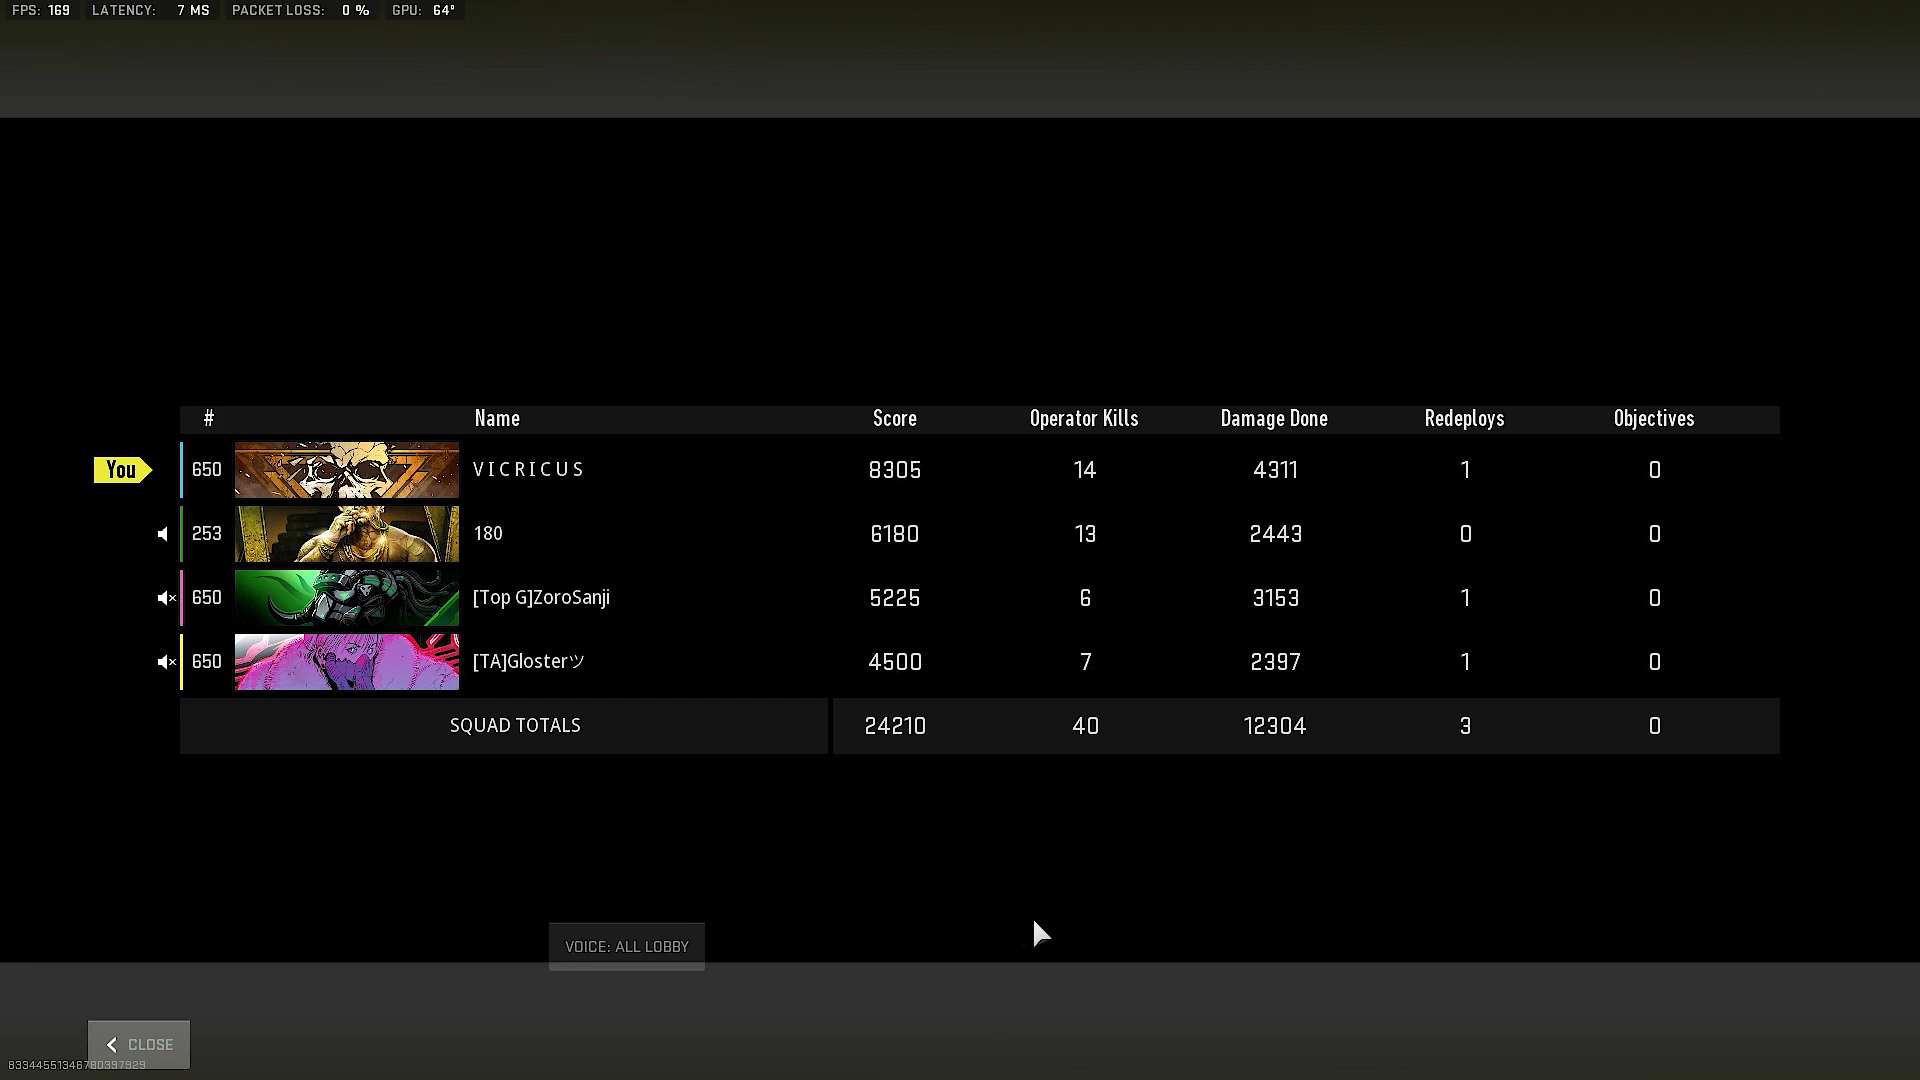 FPS: 169 LATENCY: 7 MS PACKET LOSS: 0 % GPU: 64°
# Name Score Operator Kills Damage Done Redeploys Objectives
You 650 V I C R I C U S 8305 14 4311 1 0
253 180 6180 13 2443 0 0
650 [Top G]ZoroSanji 5225 6 3153 1 0
650 [TA]Glosterツ 4500 7 2397 1 0
SQUAD TOTALS 24210 40 12304 3 0
VOICE: ALL LOBBY
CLOSE
83344551346780397929